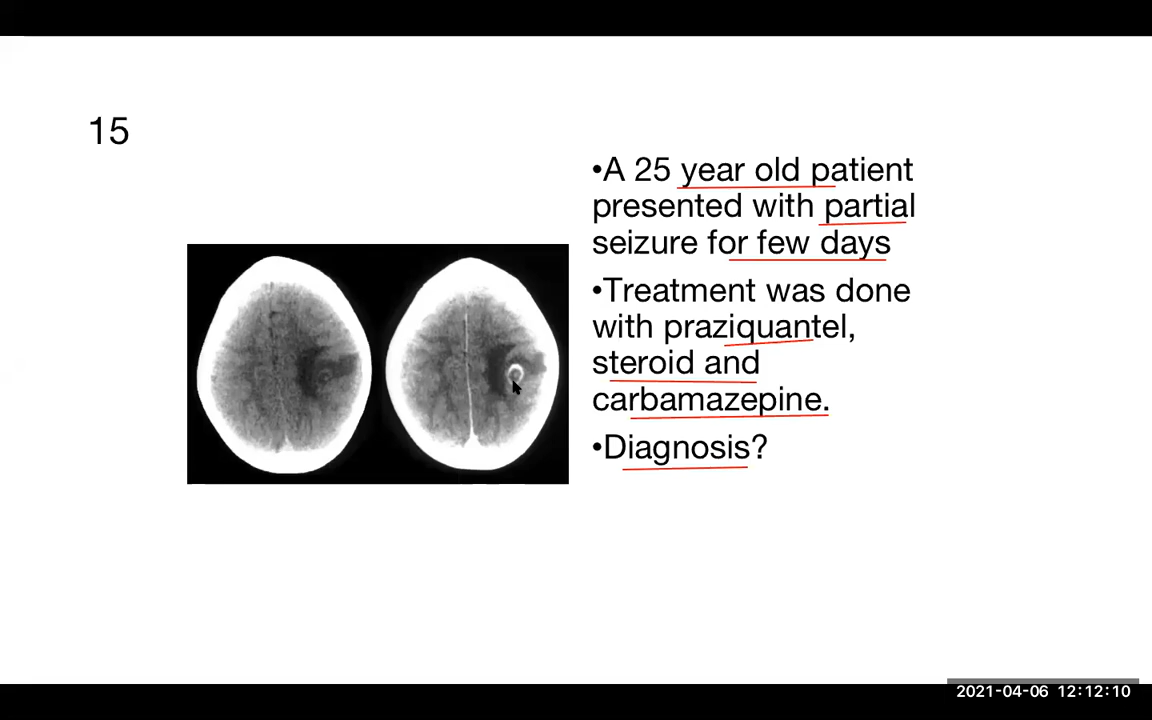 15
•A 25 year old patient
presented with partial
seizure for few days
•Treatment was done
with praziquantel,
steroid and
carbamazepine.
•Diagnosis?
2021-04-06 12:12:10